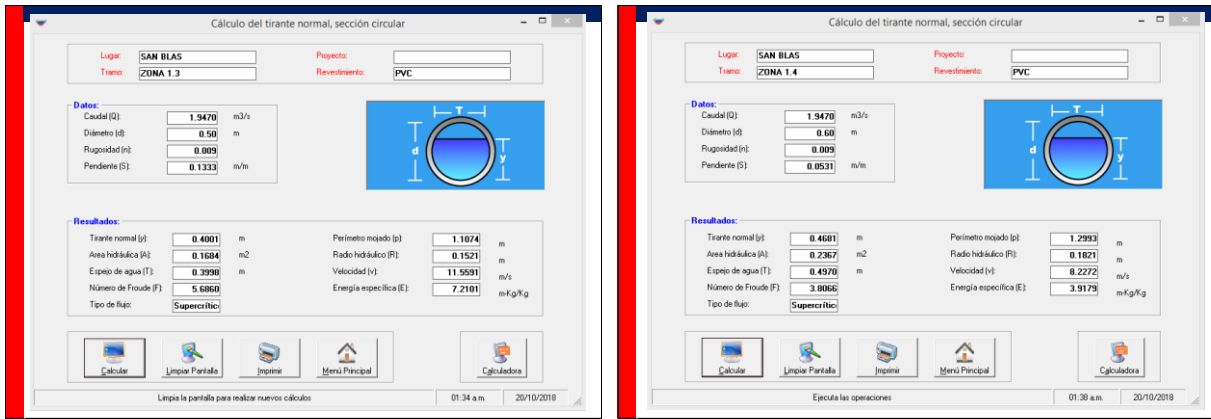 Cálculo del tirante normal, sección circular
Lugar: SAN BLAS Proyecto:
Tramo: ZONA 1.3 Revestimiento: PVC
Datos:
Caudal (Q): 1.9470 m3/s
Diámetro (d): 0.50 m
Rugosidad (n): 0.009
Pendiente (S): 0.1333 m/m
T
d
y
Resultados:
Tirante normal (y): 0.4001 m Perímetro mojado (p): 1.1074 m
Area hidráulica (A): 0.1684 m2 Radio hidráulico (R): 0.1521 m
Espejo de agua (T): 0.3998 m Velocidad (v): 11.5591 m/s
Número de Froude (F): 5.6860 Energía específica (E): 7.2101 m-Kg/Kg
Tipo de flujo: Supercrític
Calcular Limpiar Pantalla Imprimir Menú Principal Calculadora
Limpia la pantalla para realizar nuevos cálculos 01:34 a.m. 20/10/2018
Cálculo del tirante normal, sección circular
Lugar: SAN BLAS Proyecto:
Tramo: ZONA 1.4 Revestimiento: PVC
Datos:
Caudal (Q): 1.9470 m3/s
Diámetro (d): 0.60 m
Rugosidad (n): 0.009
Pendiente (S): 0.0531 m/m
T
d
y
Resultados:
Tirante normal (y): 0.4681 m Perímetro mojado (p): 1.2993 m
Area hidráulica (A): 0.2367 m2 Radio hidráulico (R): 0.1821 m
Espejo de agua (T): 0.4970 m Velocidad (v): 8.2272 m/s
Número de Froude (F): 3.8066 Energía específica (E): 3.9179 m-Kg/Kg
Tipo de flujo: Supercrític
Calcular Limpiar Pantalla Imprimir Menú Principal Calculadora
Ejecuta las operaciones 01:38 a.m. 20/10/2018